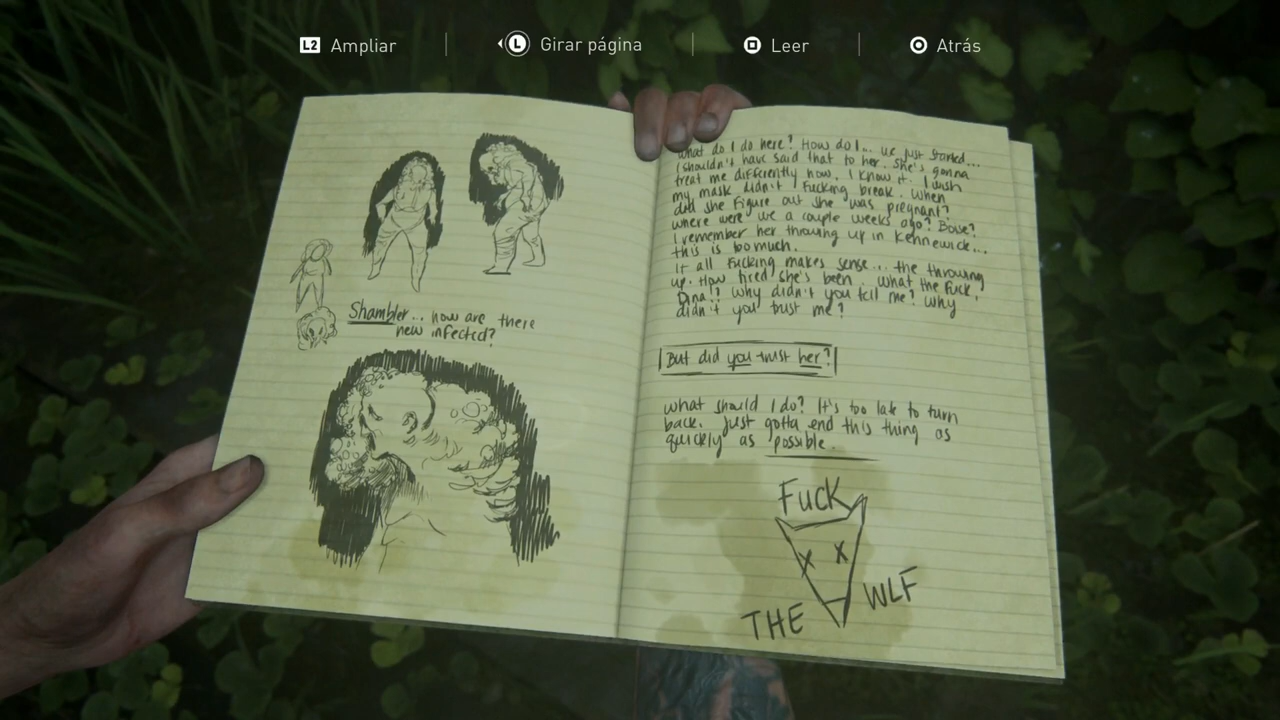 L2 Ampliar
L Girar página
Leer
Atrás
Shambler... how are there
new infected?
what do I do here? How do I... we just started...
I shouldn't have said that to her. She's gonna
treat me differently now. I know it. I wish
my mask didn't fucking break. When
did she figure out she was pregnant?
where were we a couple weeks ago? Boise?
I remember her throwing up in Kennewick...
this is too much.
It all fucking makes sense... the throwing
up. How tired she's been. what the fuck,
Dina!? Why didn't you tell me? Why
didn't you trust me?
But did you trust her?
what should I do? It's too late to turn
back. Just gotta end this thing as
quickly as possible.
Fuck
THE WLF